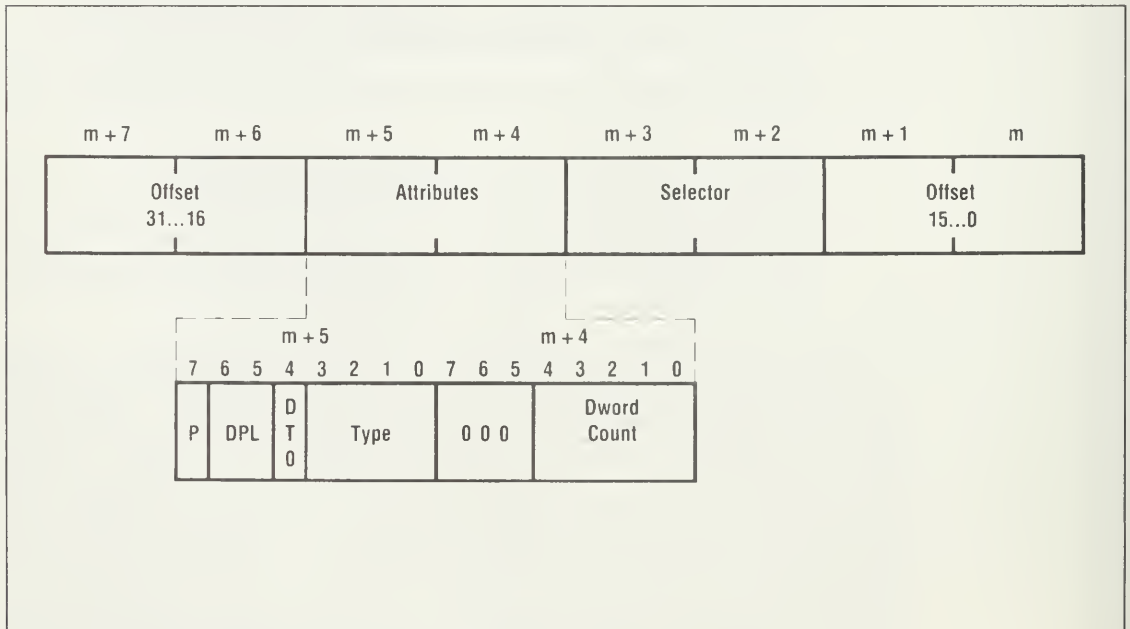 m + 7 m + 6 m + 5 m + 4 m + 3 m + 2 m + 1 m
Offset
31...16
Attributes
Selector
Offset
15...0
m + 5 m + 4
7 6 5 4 3 2 1 0 7 6 5 4 3 2 1 0
P
DPL
D
T
0
Type
0 0 0
Dword
Count